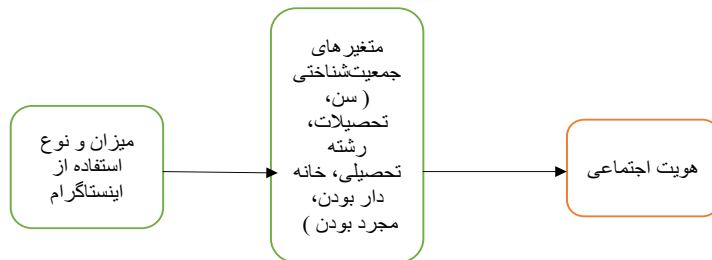 میزان و نوع
استفاده از
اینستاگرام
متغیرهای
جمعیت‌شناختی
( سن،
تحصیلات،
رشته
تحصیلی، خانه
دار بودن،
مجرد بودن )
هویت اجتماعی